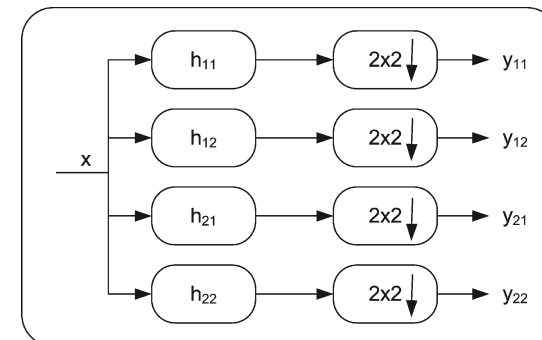 h₁₁ 2x2 y₁₁
x
h₁₂ 2x2 y₁₂
h₂₁ 2x2 y₂₁
h₂₂ 2x2 y₂₂